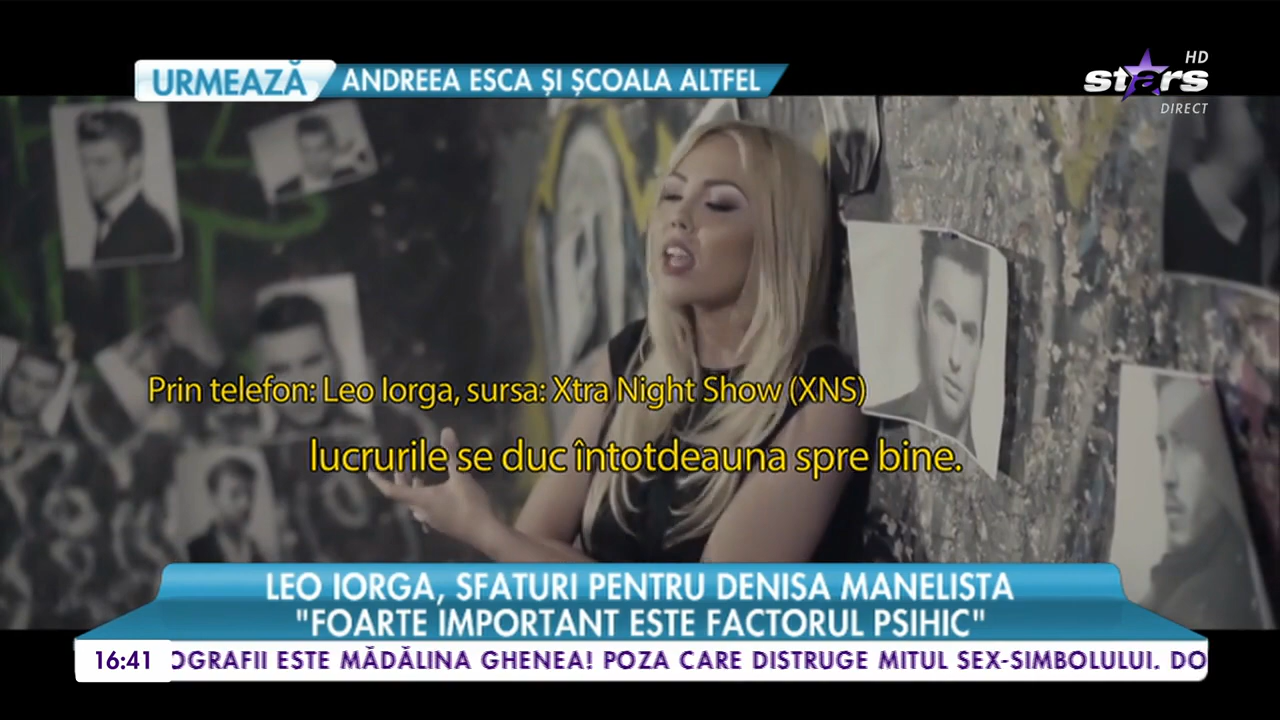 URMEAZĂ
ANDREEA ESCA ȘI ȘCOALA ALTFEL
HD
stars
DIRECT
Prin telefon: Leo Iorga, sursa: Xtra Night Show (XNS)
lucrurile se duc întotdeauna spre bine.
LEO IORGA, SFATURI PENTRU DENISA MANELISTA
"FOARTE IMPORTANT ESTE FACTORUL PSIHIC"
16:41
OGRAFII ESTE MĂDĂLINA GHENEA! POZA CARE DISTRUGE MITUL SEX-SIMBOLULUI. DO